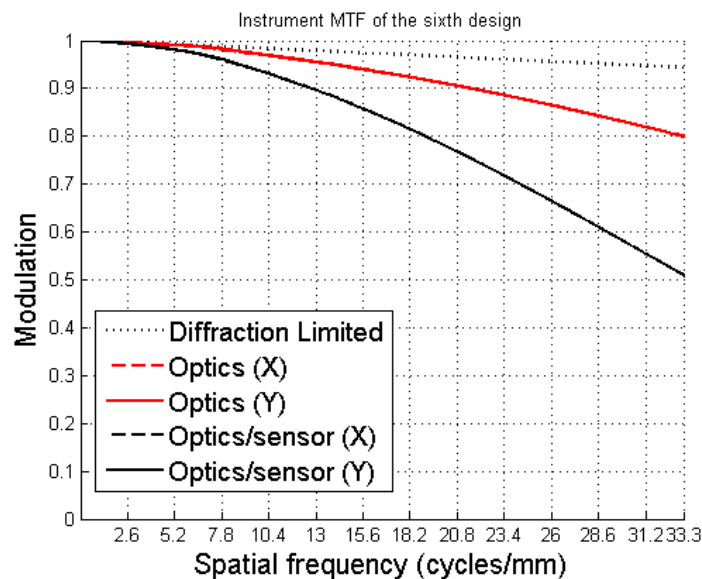 Instrument MTF of the sixth design
1
0.9
0.8
0.7
0.6
0.5
0.4
0.3
0.2
0.1
0
Modulation
Diffraction Limited
Optics (X)
Optics (Y)
Optics/sensor (X)
Optics/sensor (Y)
2.6 5.2 7.8 10.4 13 15.6 18.2 20.8 23.4 26 28.6 31.2 33.3
Spatial frequency (cycles/mm)